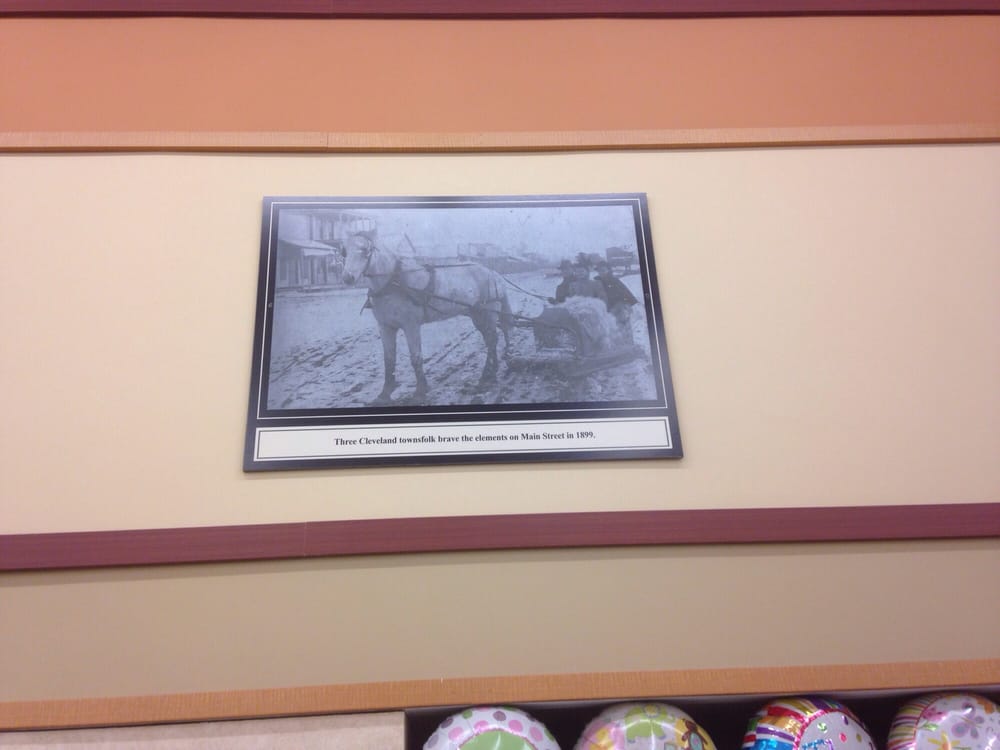 Three Cleveland townsfolk brave the elements on Main Street in 1899.